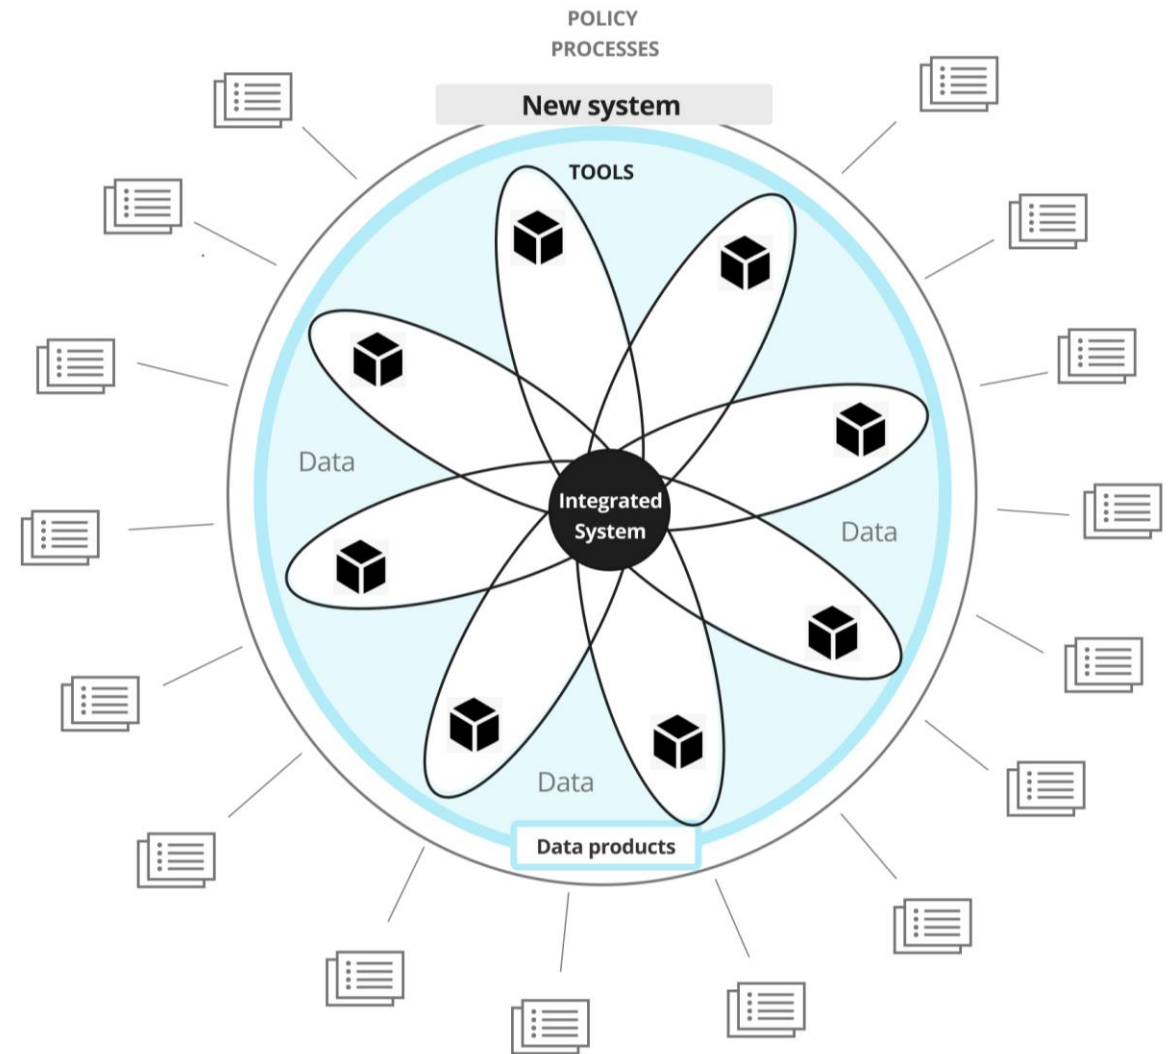 POLICY
PROCESSES
New system
TOOLS
Data
Integrated
System
Data
Data
Data products